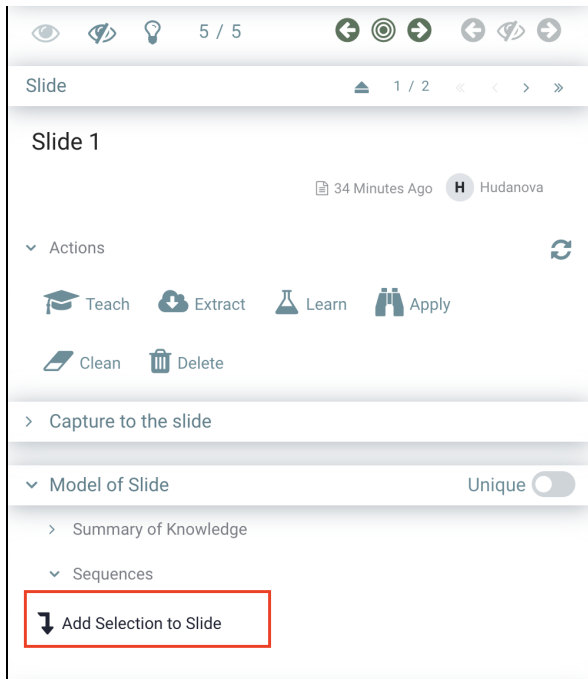 5 / 5
Slide 1 / 2
Slide 1
34 Minutes Ago H Hudanova
Actions
Teach Extract Learn Apply
Clean Delete
Capture to the slide
Model of Slide Unique
Summary of Knowledge
Sequences
Add Selection to Slide